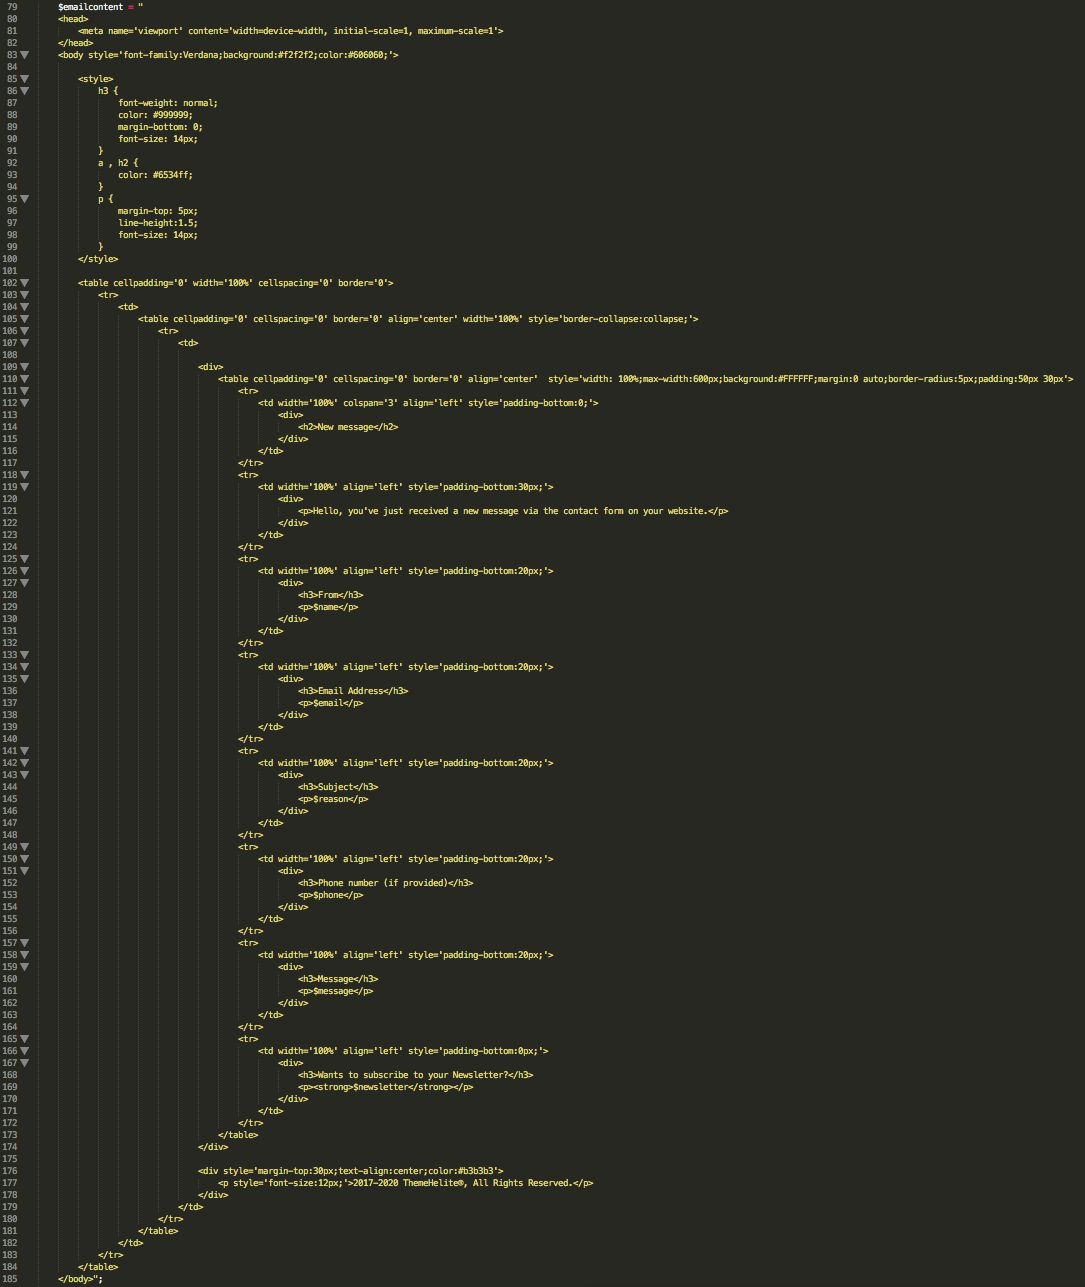 79 $emailcontent = "
80 <head>
81 <meta name='viewport' content='width=device-width, initial-scale=1, maximum-scale=1'>
82 </head>
83 <body style='font-family:Verdana;background:#f2f2f2;color:#606060;'>
84
85 <style>
86 h3 {
87 font-weight: normal;
88 color: #999999;
89 margin-bottom: 0;
90 font-size: 14px;
91 }
92 a , h2 {
93 color: #6534ff;
94 }
95 p {
96 margin-top: 5px;
97 line-height:1.5;
98 font-size: 14px;
99 }
100 </style>
101
102 <table cellpadding='0' width='100%' cellspacing='0' border='0'>
103 <tr>
104 <td>
105 <table cellpadding='0' cellspacing='0' border='0' align='center' width='100%' style='border-collapse:collapse;'>
106 <tr>
107 <td>
108
109 <div>
110 <table cellpadding='0' cellspacing='0' border='0' align='center'  style='width: 100%;max-width:600px;background:#FFFFFF;margin:0 auto;border-radius:5px;padding:50px 30px'>
111 <tr>
112 <td width='100%' colspan='3' align='left' style='padding-bottom:0;'>
113 <div>
114 <h2>New message</h2>
115 </div>
116 </td>
117 </tr>
118 <tr>
119 <td width='100%' align='left' style='padding-bottom:30px;'>
120 <div>
121 <p>Hello, you've just received a new message via the contact form on your website.</p>
122 </div>
123 </td>
124 </tr>
125 <tr>
126 <td width='100%' align='left' style='padding-bottom:20px;'>
127 <div>
128 <h3>From</h3>
129 <p>$name</p>
130 </div>
131 </td>
132 </tr>
133 <tr>
134 <td width='100%' align='left' style='padding-bottom:20px;'>
135 <div>
136 <h3>Email Address</h3>
137 <p>$email</p>
138 </div>
139 </td>
140 </tr>
141 <tr>
142 <td width='100%' align='left' style='padding-bottom:20px;'>
143 <div>
144 <h3>Subject</h3>
145 <p>$reason</p>
146 </div>
147 </td>
148 </tr>
149 <tr>
150 <td width='100%' align='left' style='padding-bottom:20px;'>
151 <div>
152 <h3>Phone number (if provided)</h3>
153 <p>$phone</p>
154 </div>
155 </td>
156 </tr>
157 <tr>
158 <td width='100%' align='left' style='padding-bottom:20px;'>
159 <div>
160 <h3>Message</h3>
161 <p>$message</p>
162 </div>
163 </td>
164 </tr>
165 <tr>
166 <td width='100%' align='left' style='padding-bottom:0px;'>
167 <div>
168 <h3>Wants to subscribe to your Newsletter?</h3>
169 <p><strong>$newsletter</strong></p>
170 </div>
171 </td>
172 </tr>
173 </table>
174 </div>
175
176 <div style='margin-top:30px;text-align:center;color:#b3b3b3'>
177 <p style='font-size:12px;'>2017-2020 ThemeHelite®, All Rights Reserved.</p>
178 </div>
179 </td>
180 </tr>
181 </table>
182 </td>
183 </tr>
184 </table>
185 </body>";